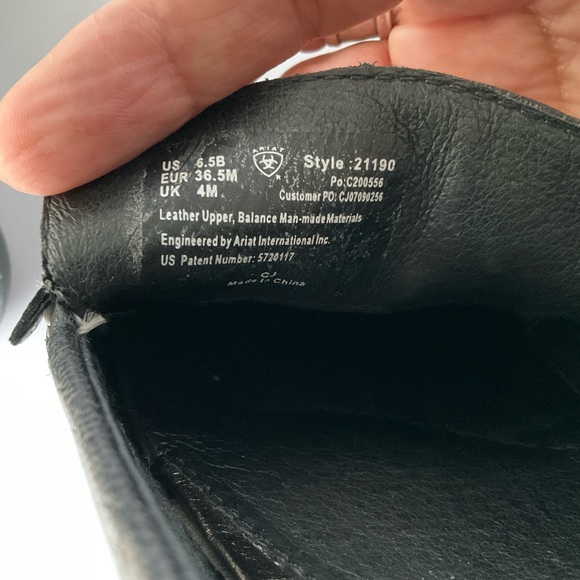 US 6.5B
EUR 36.5M
UK 4M
ARIAT
Style :21190
Po:C200556
Customer PO: CJ07090256
Leather Upper, Balance Man-made Materials
Engineered by Ariat International Inc.
US Patent Number: 5720117
CJ
Made in China